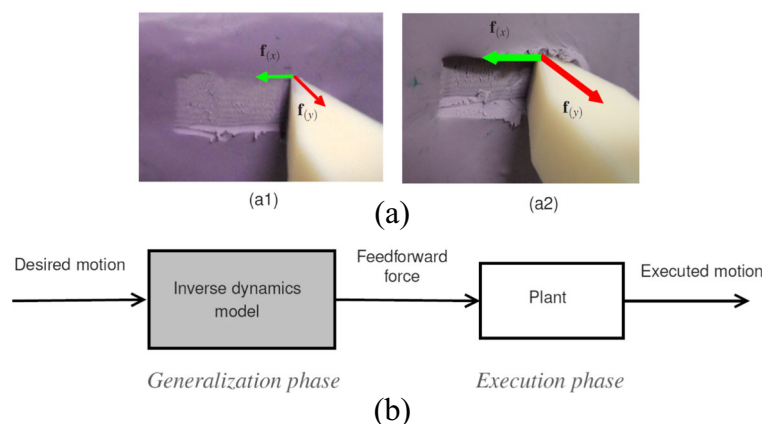 f(x)
f(y)
f(x)
f(y)
(a1)
(a2)
(a)
Desired motion
Inverse dynamics
model
Feedforward
force
Plant
Executed motion
Generalization phase
Execution phase
(b)